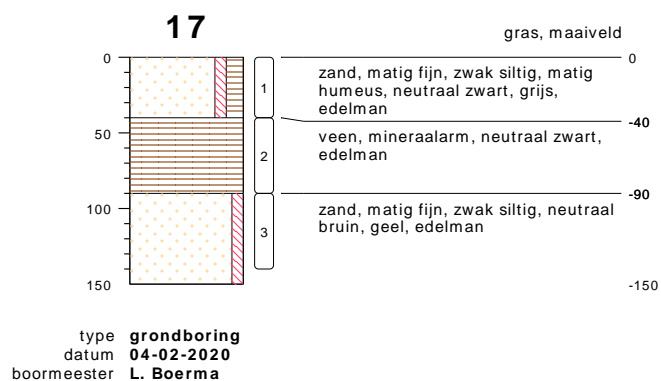 17
gras, maaiveld
0
0
1
zand, matig fijn, zwak siltig, matig
humeus, neutraal zwart, grijs,
edelman
-40
50
2
veen, mineraalarm, neutraal zwart,
edelman
-90
100
3
zand, matig fijn, zwak siltig, neutraal
bruin, geel, edelman
150
-150
type grondboring
datum 04-02-2020
boormeester L. Boerma